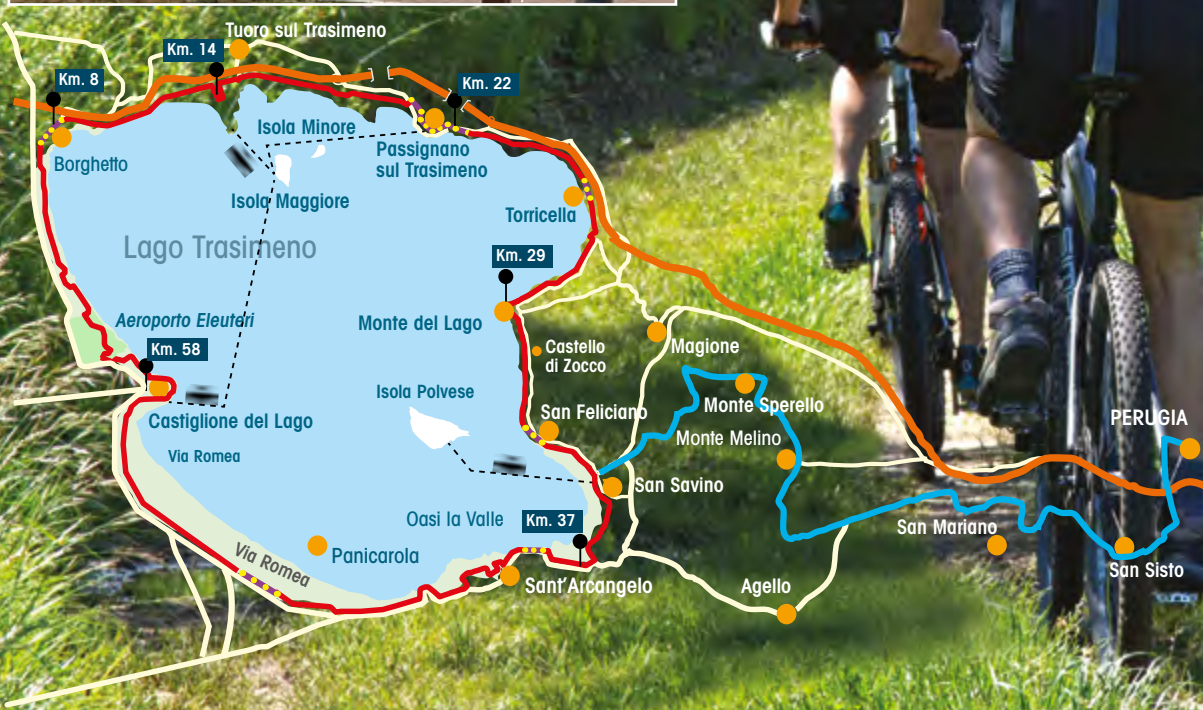 Tuoro sul Trasimeno
Km. 14
Km. 8
Km. 22
Isola Minore
Borghetto
Passignano
sul Trasimeno
Isola Maggiore
Torricella
Lago Trasimeno
Km. 29
Aeroporto Eleuteri
Monte del Lago
Km. 58
Castello
di Zocco
Magione
Isola Polvese
Monte Sperello
Castiglione del Lago
San Feliciano
PERUGIA
Monte Melino
Via Romea
San Savino
Oasi la Valle
Km. 37
San Mariano
Via Romea
Panicarola
San Sisto
Sant'Arcangelo
Agello